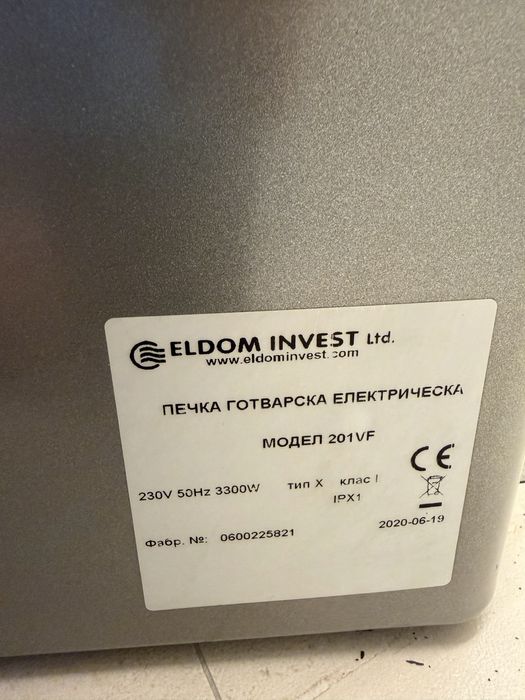 ELDOM INVEST Ltd.
www.eldominvest.com
ПЕЧКА ГОТВАРСКА ЕЛЕКТРИЧЕСКА
МОДЕЛ 201VF
230V 50Hz 3300W тип X клас I
IPX1
CE
2020-06-19
Фабр. №: 0600225821